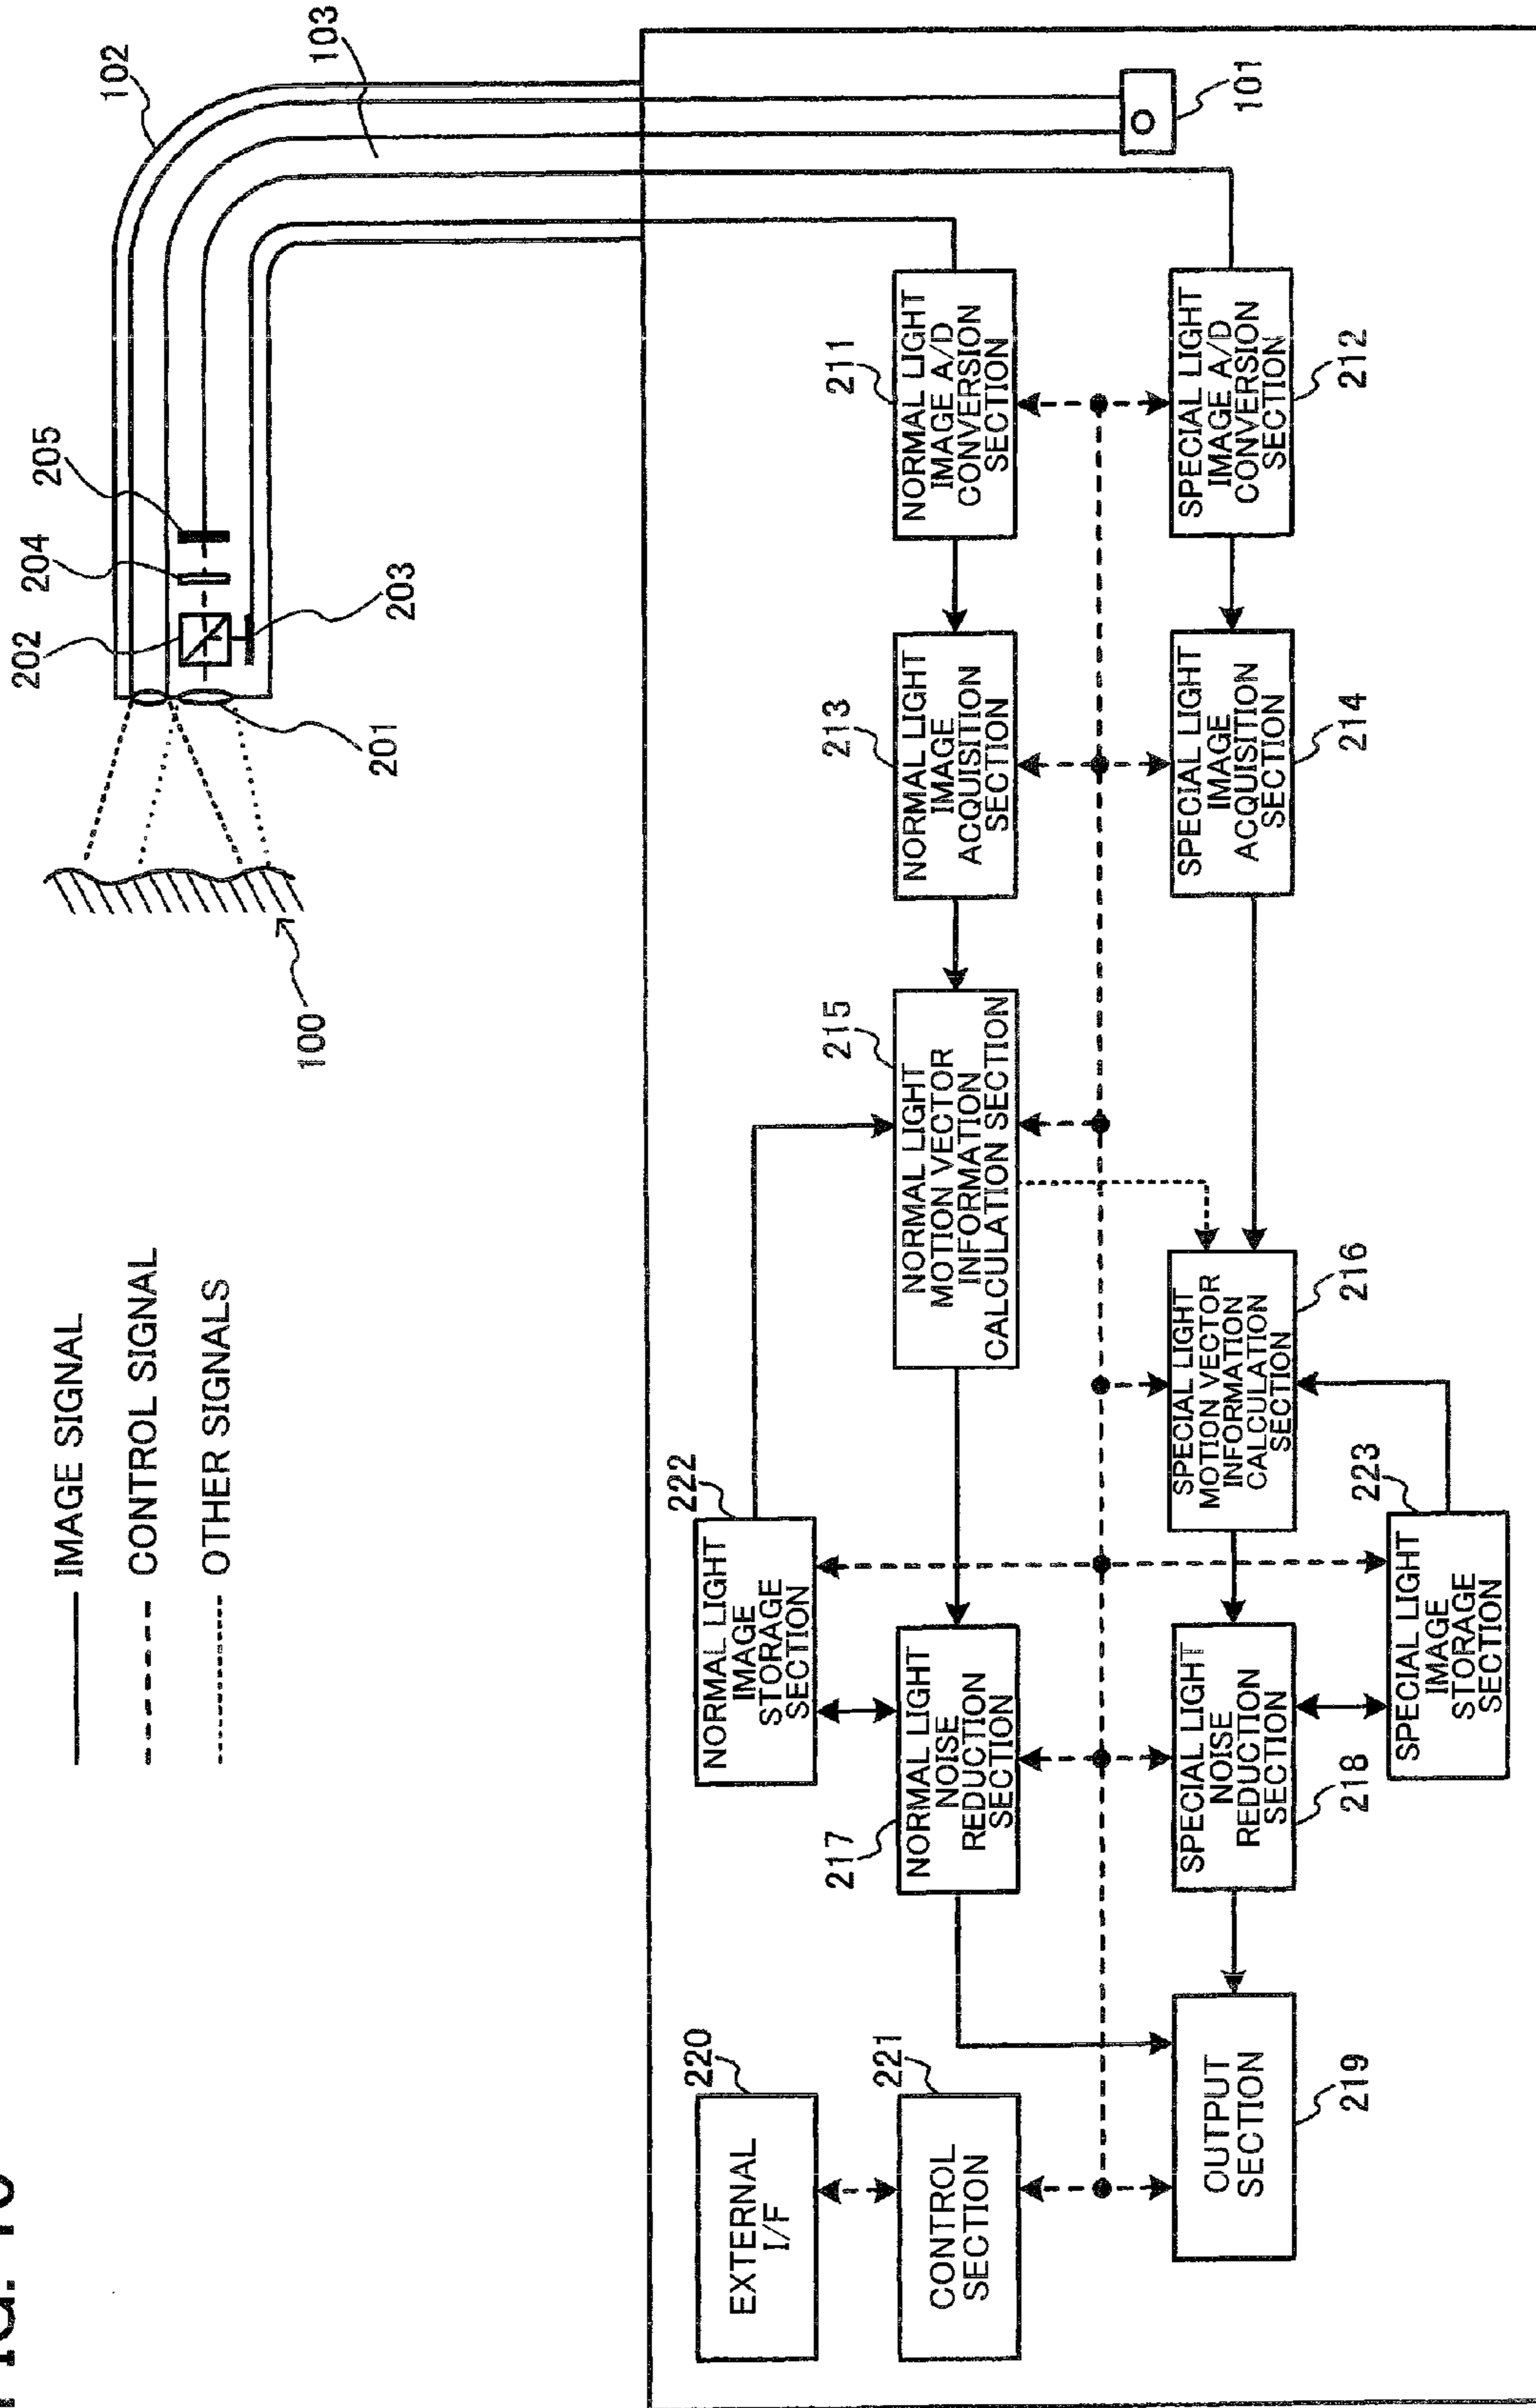 IMAGE SIGNAL
CONTROL SIGNAL
OTHER SIGNALS
100
201
202
203
204
205
102
103
101
220
EXTERNAL
I/F
221
CONTROL
SECTION
222
NORMAL LIGHT
IMAGE
STORAGE
SECTION
217
NORMAL LIGHT
NOISE
REDUCTION
SECTION
215
NORMAL LIGHT
MOTION VECTOR
INFORMATION
CALCULATION SECTION
213
NORMAL LIGHT
IMAGE
ACQUISITION
SECTION
211
NORMAL LIGHT
IMAGE A/D
CONVERSION
SECTION
OUTPUT
SECTION
219
SPECIAL LIGHT
NOISE
REDUCTION
SECTION
218
SPECIAL LIGHT
MOTION VECTOR
INFORMATION
CALCULATION
SECTION
216
SPECIAL LIGHT
IMAGE
ACQUISITION
SECTION
214
SPECIAL LIGHT
IMAGE A/D
CONVERSION
SECTION
212
223
SPECIAL LIGHT
IMAGE
STORAGE
SECTION